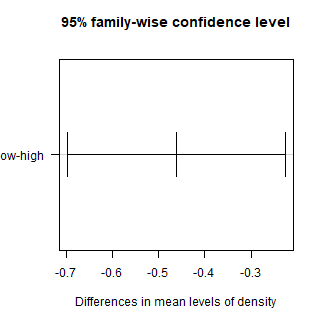 95% family-wise confidence level
ow-high
-0.7 -0.6 -0.5 -0.4 -0.3
Differences in mean levels of density